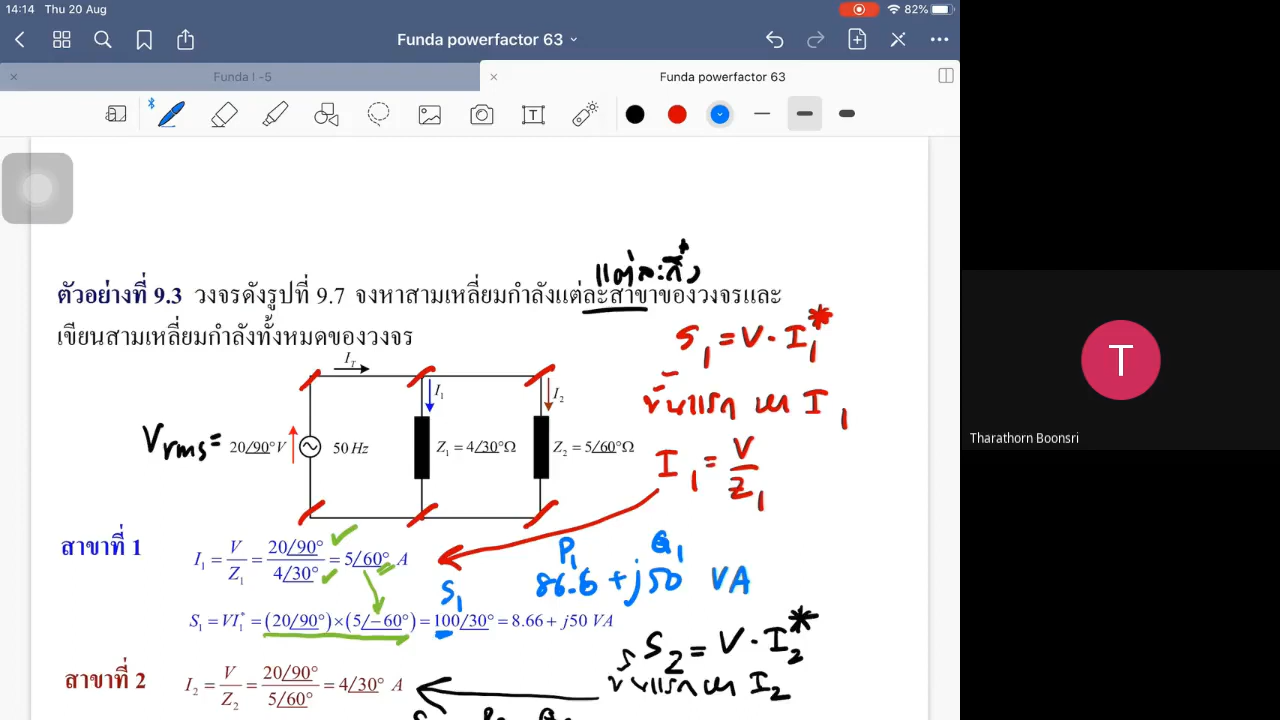 14:14 Thu 20 Aug
82%
Funda powerfactor 63
Funda I -5
Funda powerfactor 63
แต่ละกิ่ง
ตัวอย่างที่ 9.3 วงจรดังรูปที่ 9.7 จงหาสามเหลี่ยมกำลังแต่ละสาขาของวงจรและ
เขียนสามเหลี่ยมกำลังทั้งหมดของวงจร
S₁ = V · I₁*
ขั้นแรก หา I₁
I_T
I₁
I₂
Vrms = 20/90° V
50 Hz
Z₁ = 4/30°Ω
Z₂ = 5/60°Ω
I₁ = V/Z₁
สาขาที่ 1
I₁ = V/Z₁ = 20/90° / 4/30° = 5/60° A
P₁ Q₁
S₁ 86.6 + j50 VA
S₁ = VI₁* = (20/90°)×(5/−60°) = 100/30° = 8.66 + j50 VA
S₂ = V · I₂*
สาขาที่ 2
I₂ = V/Z₂ = 20/90° / 5/60° = 4/30° A
ขั้นแรก หา I₂
T
Tharathorn Boonsri